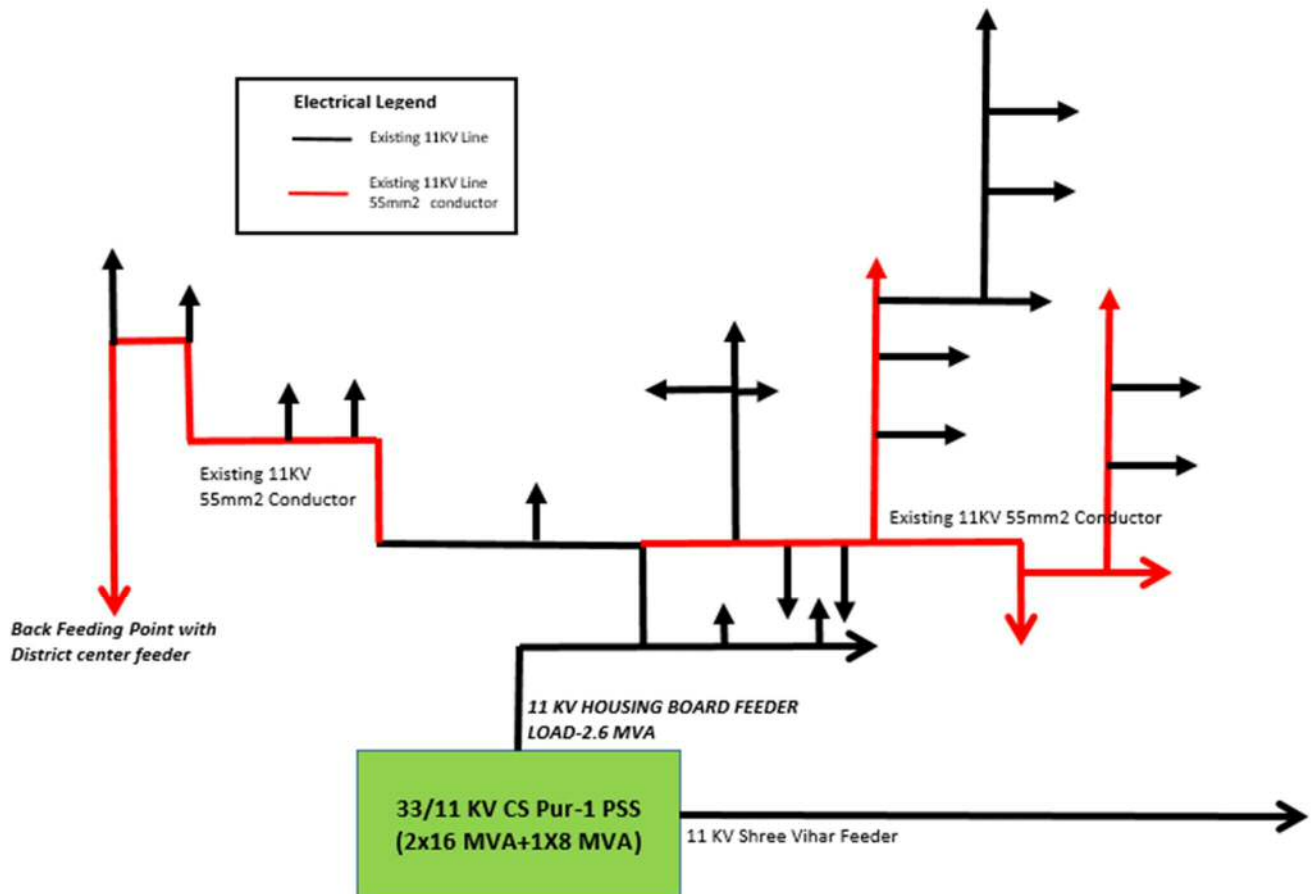 Electrical Legend
Existing 11KV Line
Existing 11KV Line
55mm2 conductor
Existing 11KV
55mm2 Conductor
Existing 11KV 55mm2 Conductor
Back Feeding Point with
District center feeder
11 KV HOUSING BOARD FEEDER
LOAD-2.6 MVA
33/11 KV CS Pur-1 PSS
(2x16 MVA+1X8 MVA)
11 KV Shree Vihar Feeder